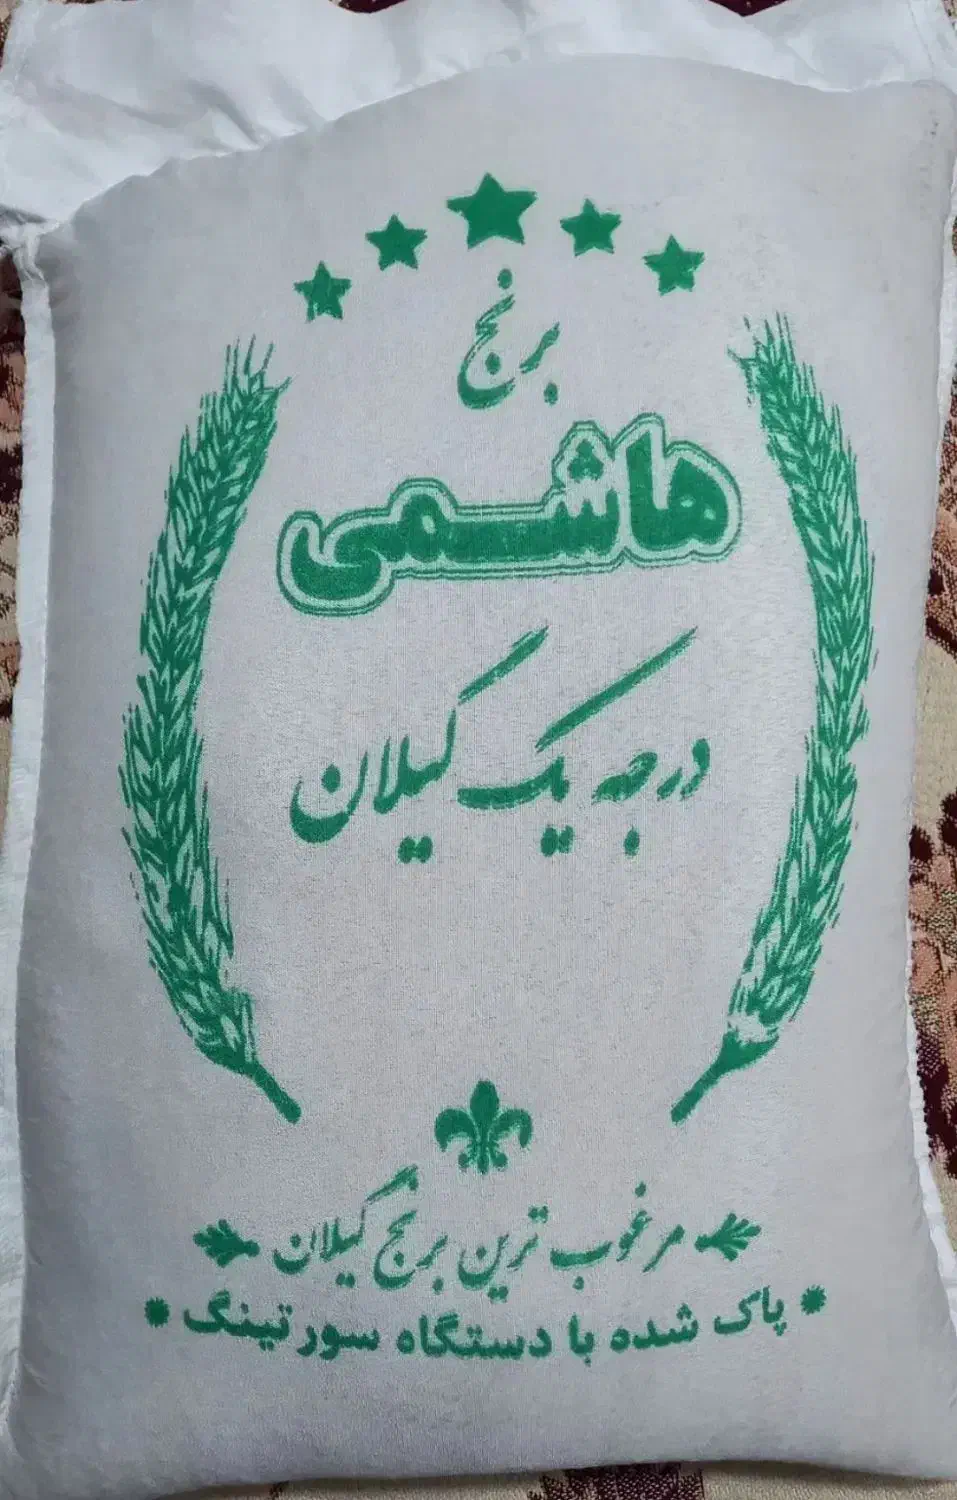 برنج
هاشمی
درجه یک گیلان
مرغوب ترین برنج گیلان
پاک شده با دستگاه سورتینگ